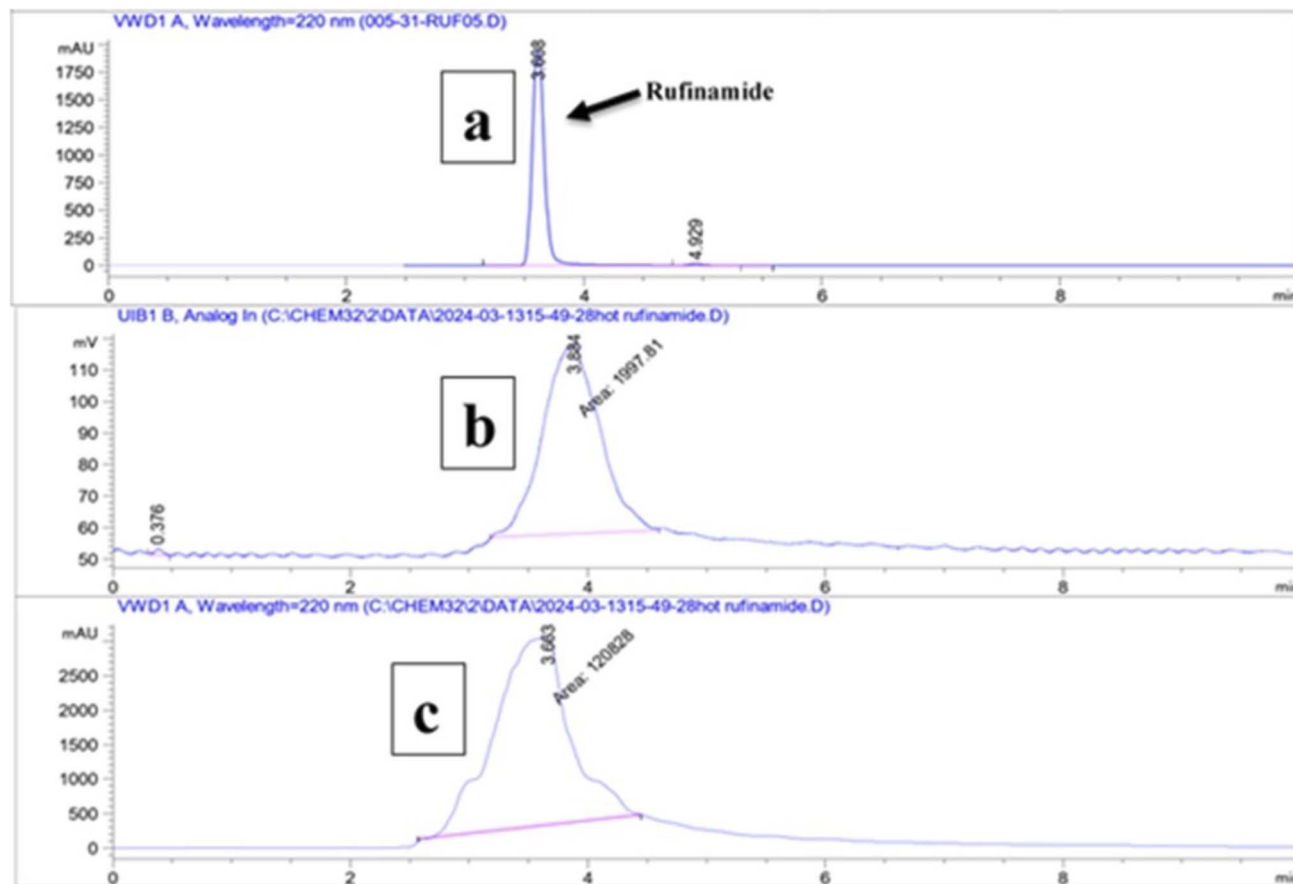 VWD1 A, Wavelength=220 nm (005-31-RUF05.D)
mAU
3.608
Rufinamide
a
1750
1500
1250
1000
750
500
250
0
4.929
0 2 4 6 8 min
UIB1 B, Analog In (C:\CHEM32\2\DATA\2024-03-1315-49-28hot rufinamide.D)
mV
3.884
Area: 1997.81
b
110
100
90
80
70
60
50
0.376
0 2 4 6 8 min
VWD1 A, Wavelength=220 nm (C:\CHEM32\2\DATA\2024-03-1315-49-28hot rufinamide.D)
mAU
3.663
Area: 120828
c
2500
2000
1500
1000
500
0
0 2 4 6 8 min